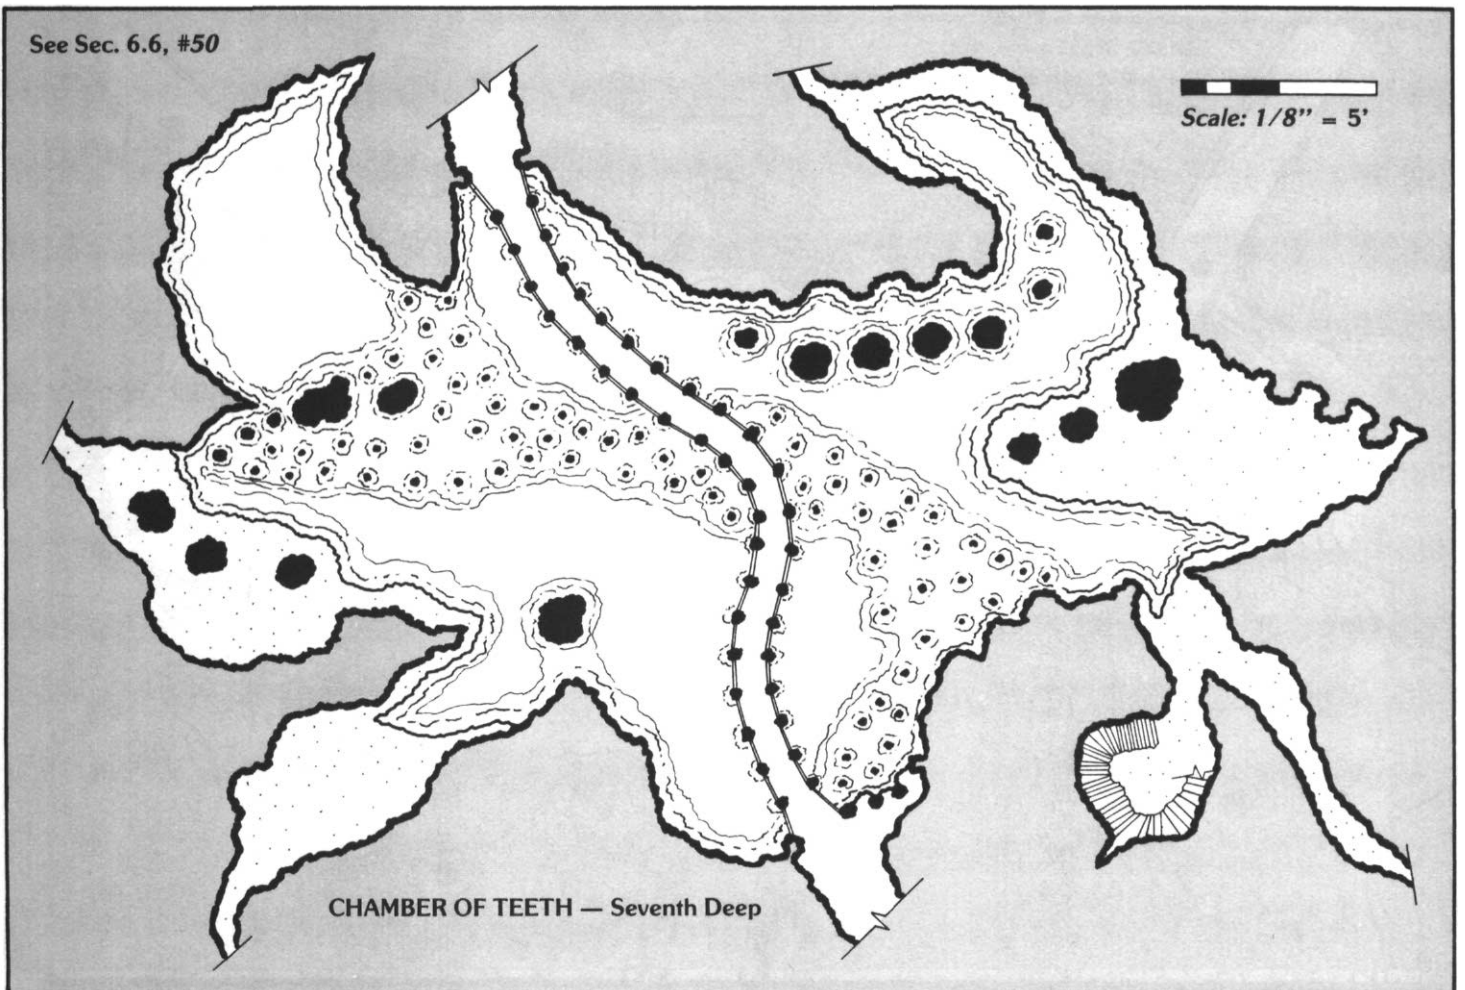 See Sec. 6.6, #50
Scale: 1/8" = 5'
CHAMBER OF TEETH — Seventh Deep